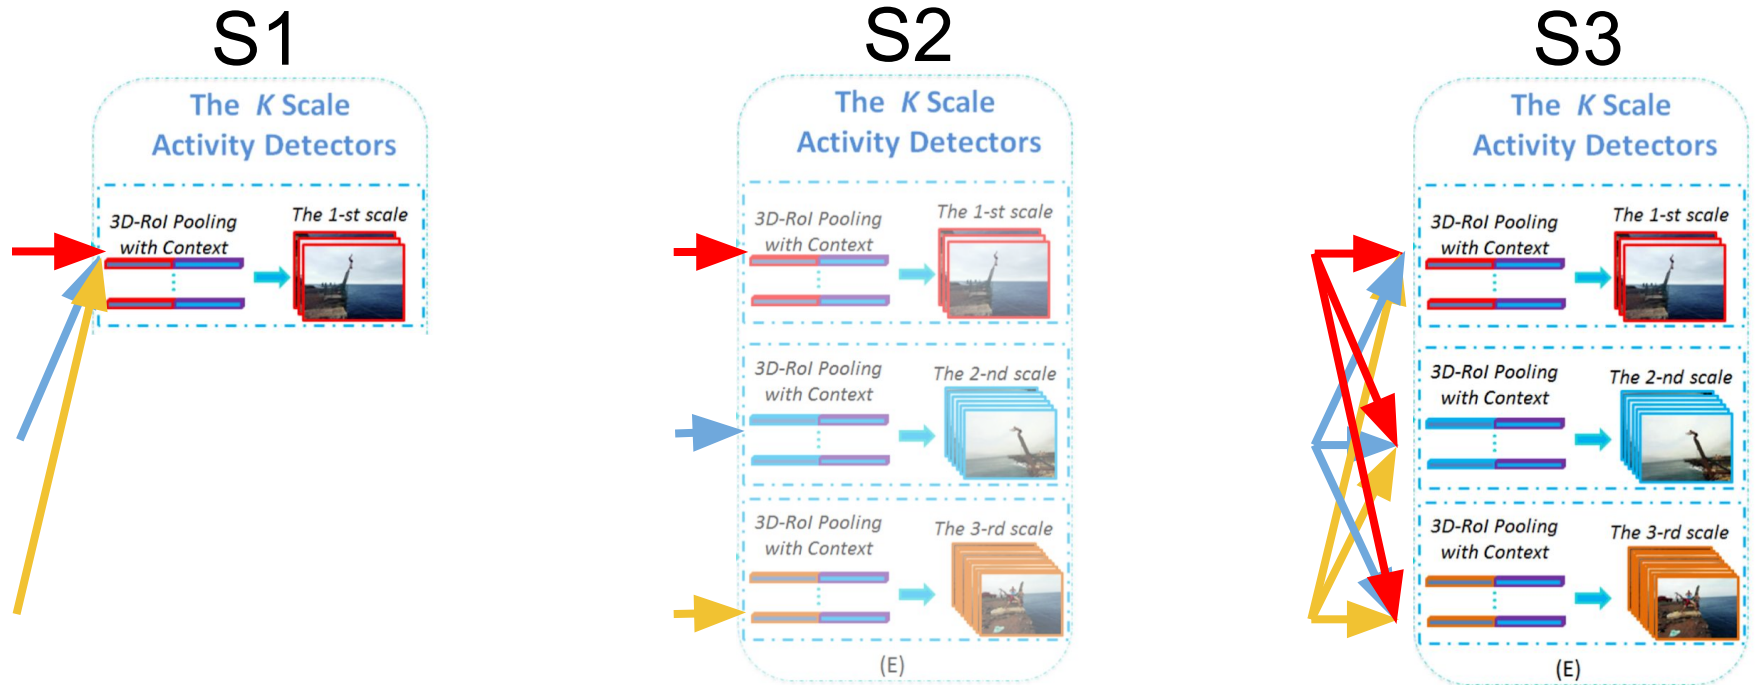 S1
The K Scale
Activity Detectors
3D-RoI Pooling
with Context
The 1-st scale
S2
The K Scale
Activity Detectors
3D-RoI Pooling
with Context
The 1-st scale
3D-RoI Pooling
with Context
The 2-nd scale
3D-RoI Pooling
with Context
The 3-rd scale
(E)
S3
The K Scale
Activity Detectors
3D-RoI Pooling
with Context
The 1-st scale
3D-RoI Pooling
with Context
The 2-nd scale
3D-RoI Pooling
with Context
The 3-rd scale
(E)